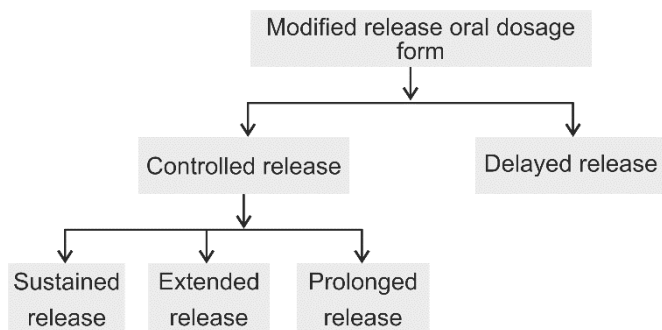 Modified release oral dosage
form
Controlled release
Delayed release
Sustained
release
Extended
release
Prolonged
release